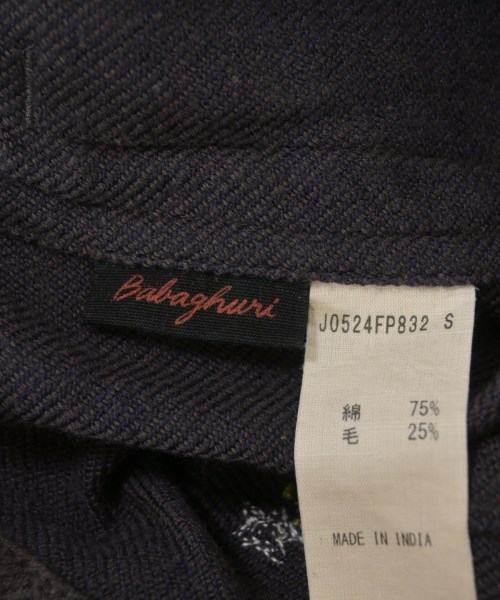 Babaghuri
J0524FP832 S
綿 75%
毛 25%
MADE IN INDIA